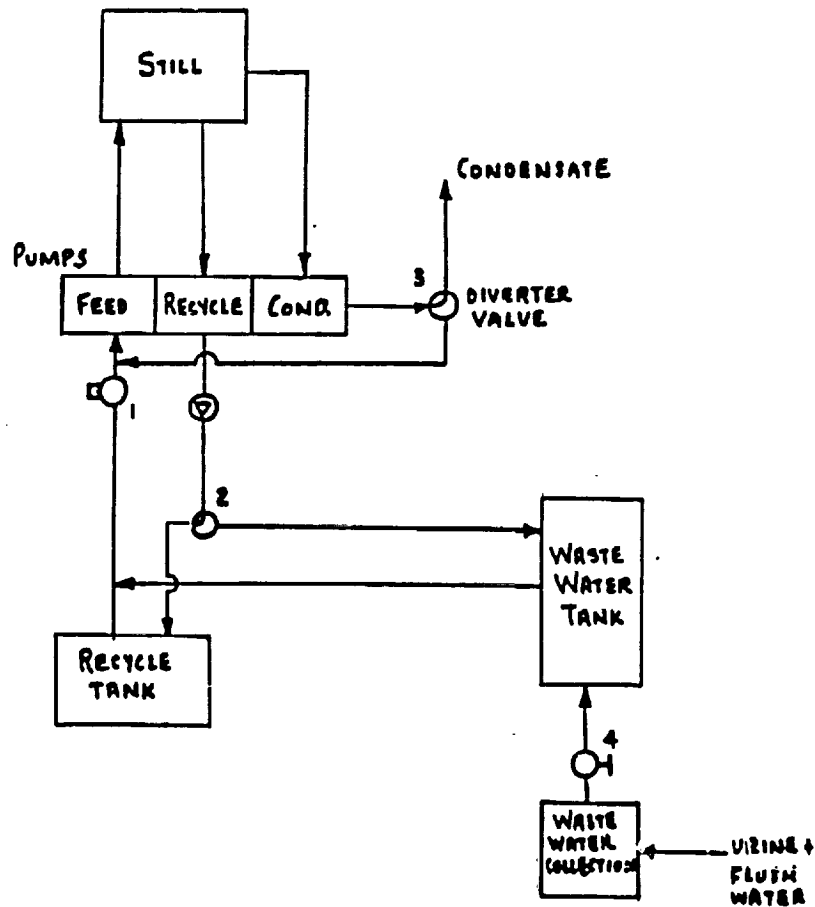 STILL
CONDENSATE
PUMPS
3
FEED
RECYCLE
COND.
DIVERTER
VALUE
1
2
WASTE
WATER
TANK
RECYCLE
TANK
4
WASTE
WATER
COLLECTION
URINE +
FLUSH
WATER